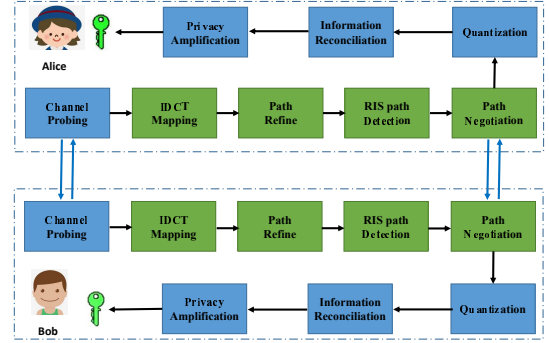 Privacy
Amplification
Information
Reconciliation
Quantization
Alice
Channel
Probing
IDCT
Mapping
Path
Refine
RIS path
Detection
Path
Negotiation
Channel
Probing
IDCT
Mapping
Path
Refine
RIS path
Detection
Path
Negotiation
Privacy
Amplification
Information
Reconciliation
Quantization
Bob